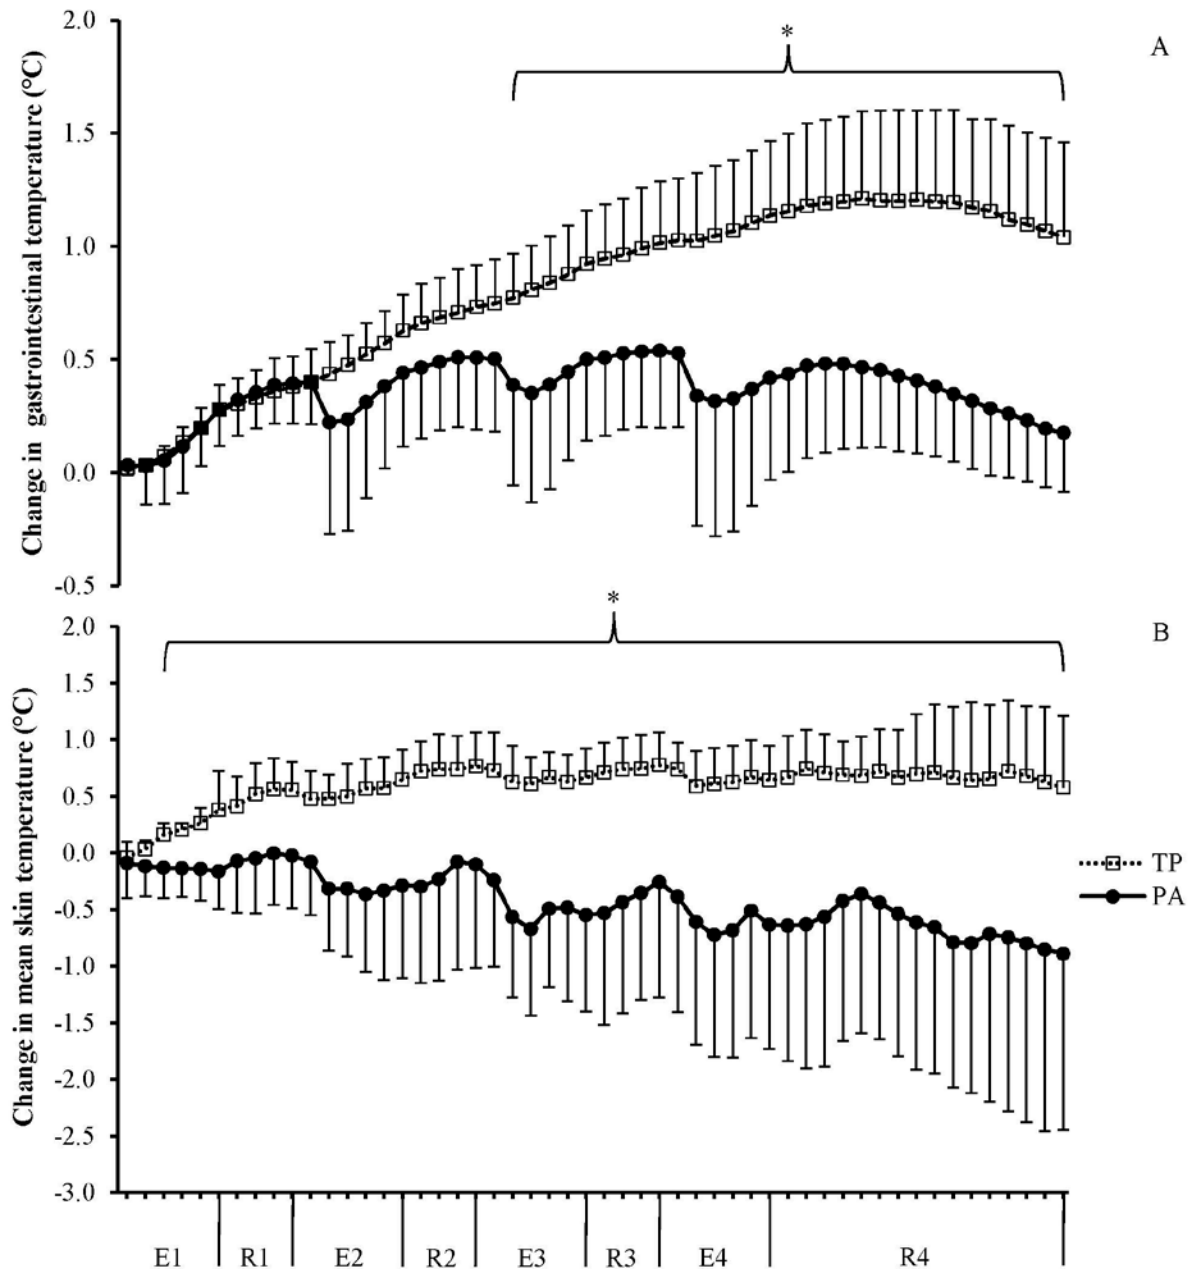 2.0
*
A
1.5
1.0
0.5
0.0
-0.5
Change in gastrointestinal temperature (°C)
*
B
2.0
1.5
1.0
0.5
0.0
-0.5
-1.0
-1.5
-2.0
-2.5
-3.0
Change in mean skin temperature (°C)
TP
PA
E1 R1 E2 R2 E3 R3 E4 R4